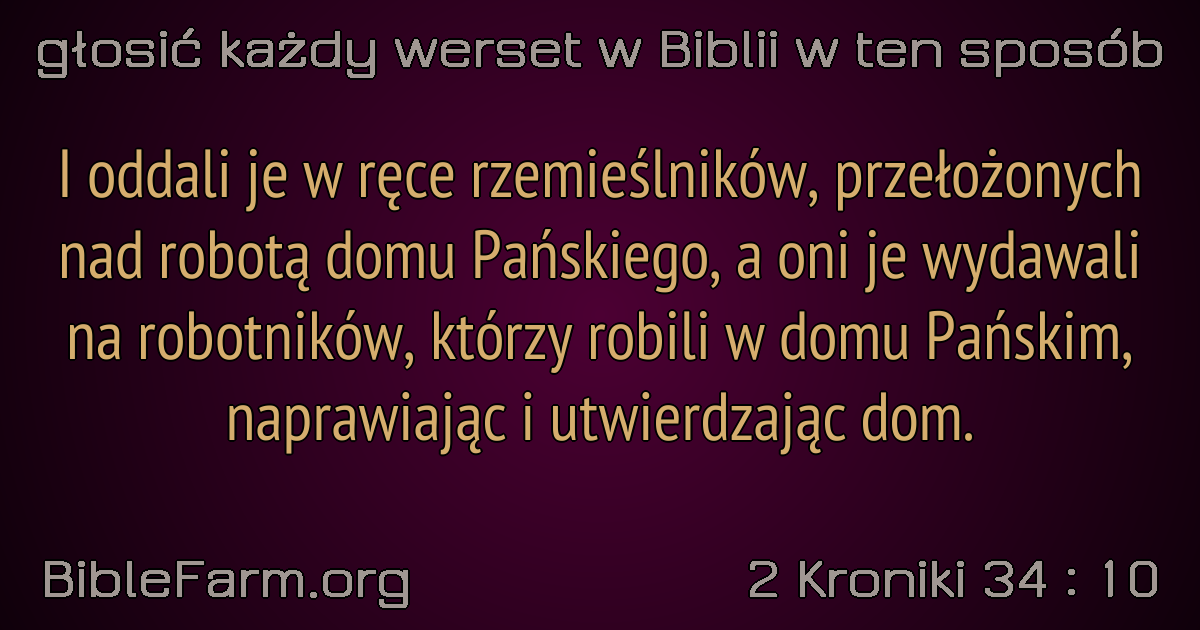 głosić każdy werset w Biblii w ten sposób
I oddali je w ręce rzemieślników, przełożonych
nad robotą domu Pańskiego, a oni je wydawali
na robotników, którzy robili w domu Pańskim,
naprawiając i utwierdzając dom.
BibleFarm.org
2 Kroniki 34 : 10